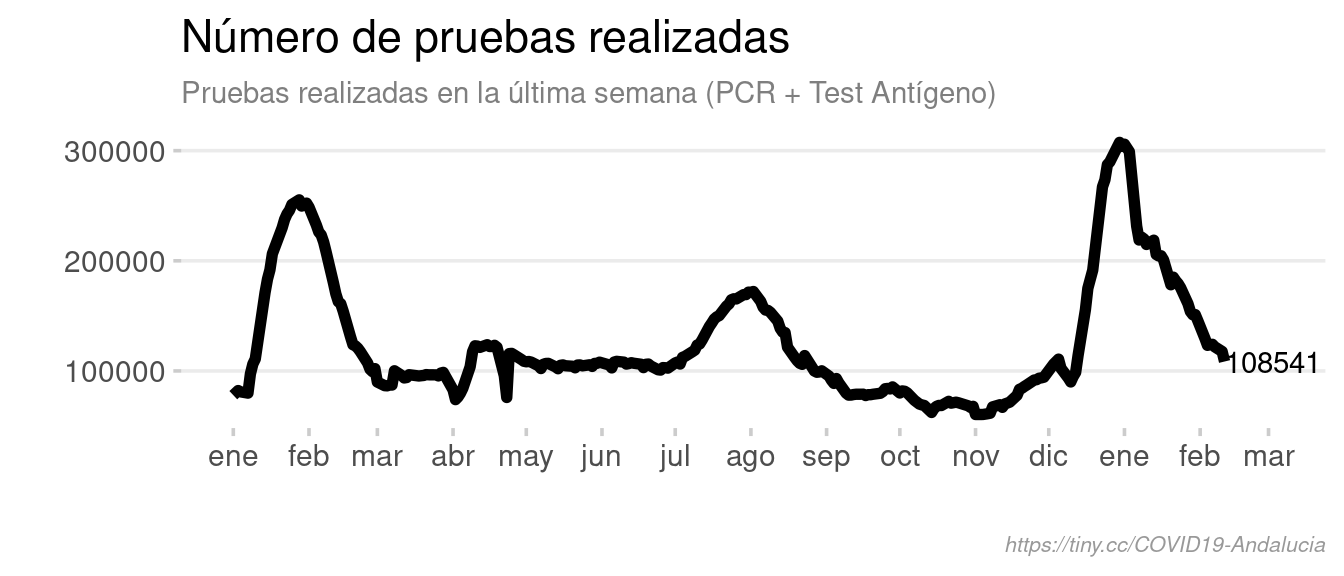 Número de pruebas realizadas
Pruebas realizadas en la última semana (PCR + Test Antígeno)
300000
200000
100000
108541
ene feb mar abr may jun jul ago sep oct nov dic ene feb mar
https://tiny.cc/COVID19-Andalucia